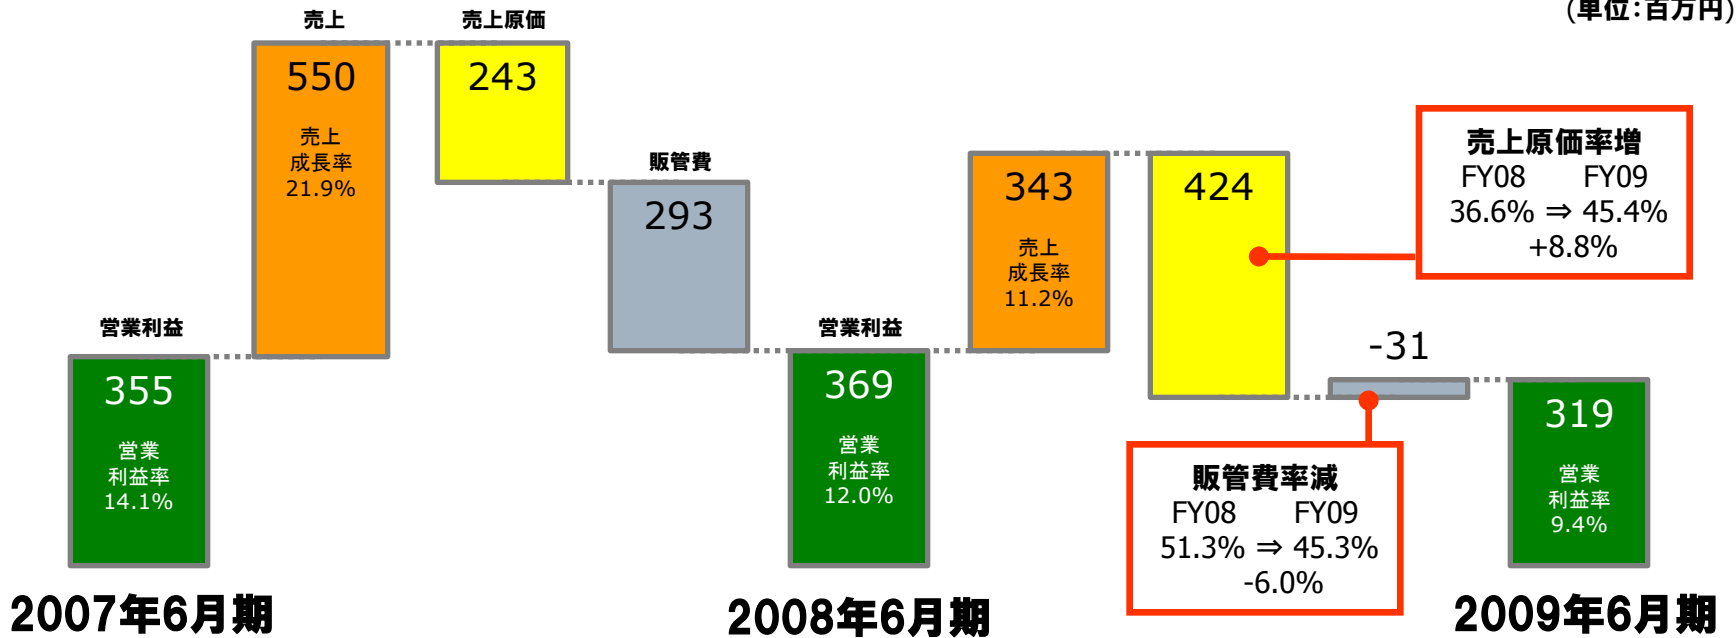 (単位:百万円)
売上
売上原価
550
売上
成長率
21.9%
243
販管費
293
営業利益
355
営業
利益率
14.1%
営業利益
369
営業
利益率
12.0%
343
売上
成長率
11.2%
424
売上原価率増
FY08 FY09
36.6% ⇒ 45.4%
+8.8%
-31
販管費率減
FY08 FY09
51.3% ⇒ 45.3%
-6.0%
319
営業
利益率
9.4%
2007年6月期
2008年6月期
2009年6月期